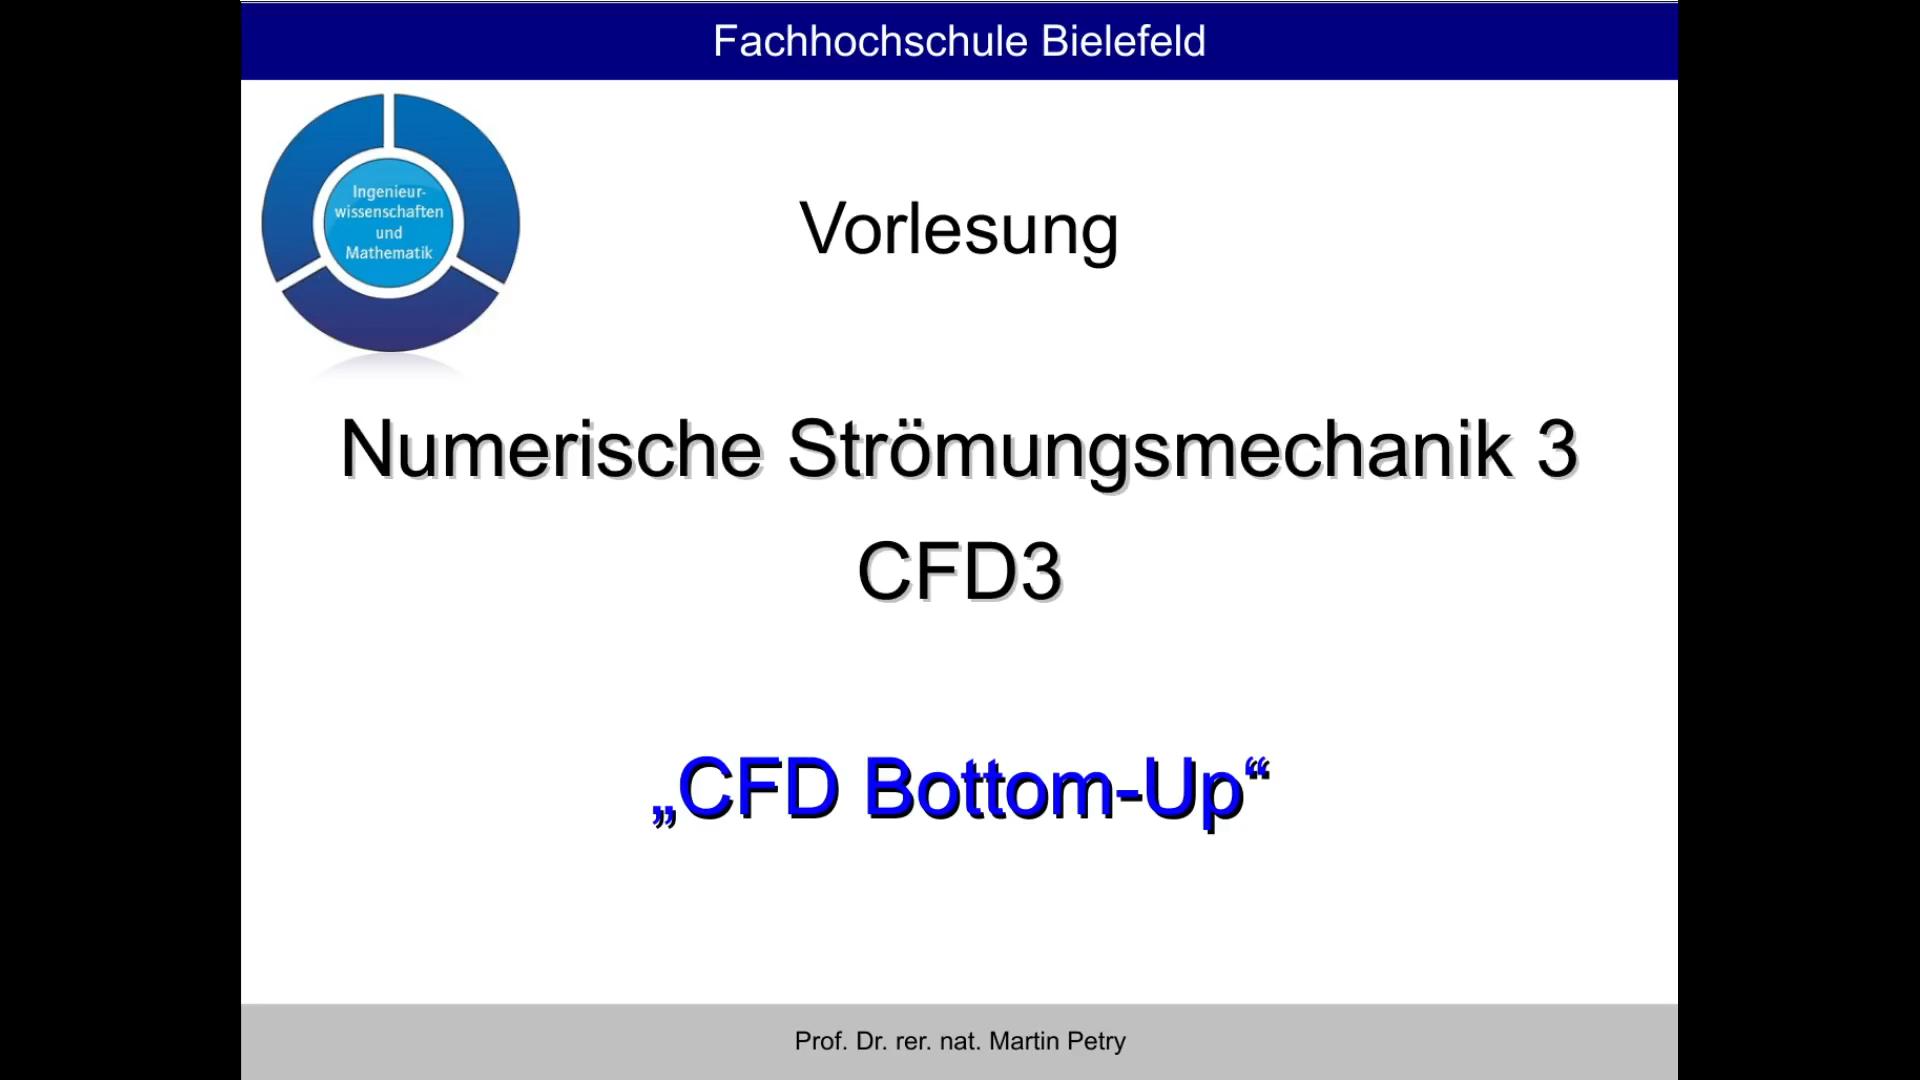 Fachhochschule Bielefeld
Ingenieur-
wissenschaften
und
Mathematik
Vorlesung
Numerische Strömungsmechanik 3
CFD3
„CFD Bottom-Up“
Prof. Dr. rer. nat. Martin Petry